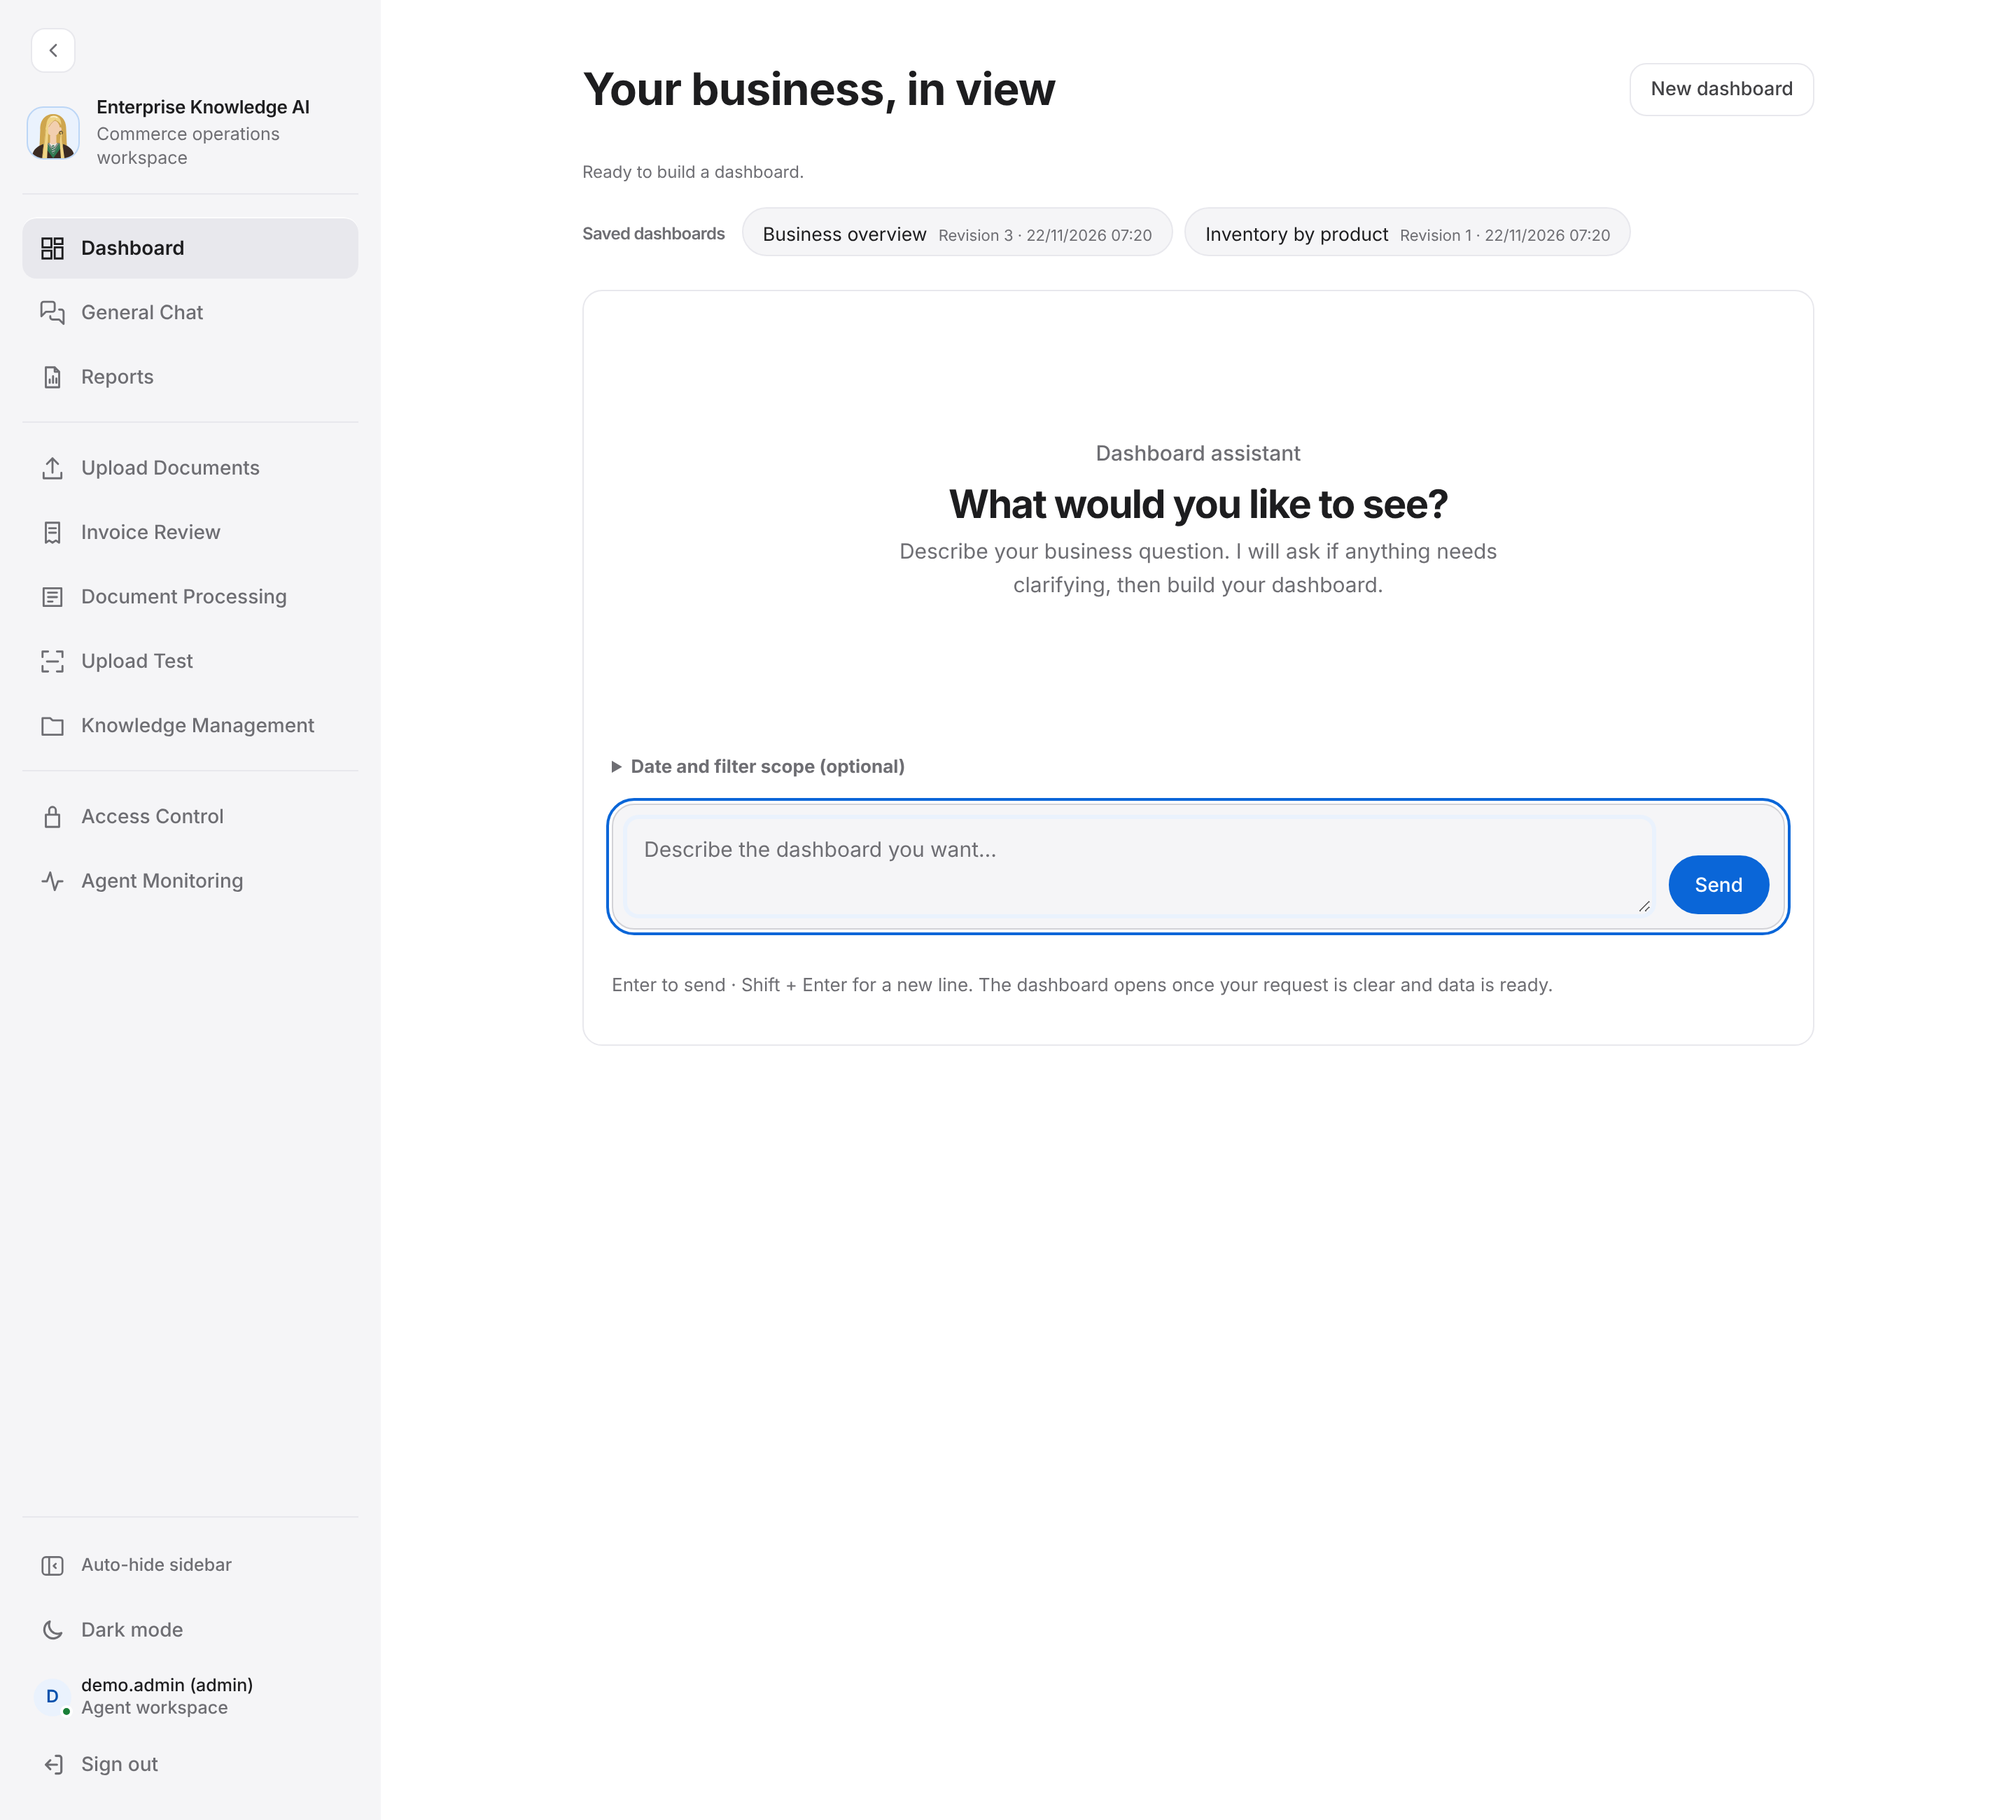 Enterprise Knowledge AI
Commerce operations
workspace
Dashboard
General Chat
Reports
Upload Documents
Invoice Review
Document Processing
Upload Test
Knowledge Management
Access Control
Agent Monitoring
Auto-hide sidebar
Dark mode
D
demo.admin (admin)
Agent workspace
Sign out
Your business, in view
New dashboard
Ready to build a dashboard.
Saved dashboards
Business overview Revision 3 · 22/11/2026 07:20
Inventory by product Revision 1 · 22/11/2026 07:20
Dashboard assistant
What would you like to see?
Describe your business question. I will ask if anything needs
clarifying, then build your dashboard.
Date and filter scope (optional)
Describe the dashboard you want...
Send
Enter to send · Shift + Enter for a new line. The dashboard opens once your request is clear and data is ready.